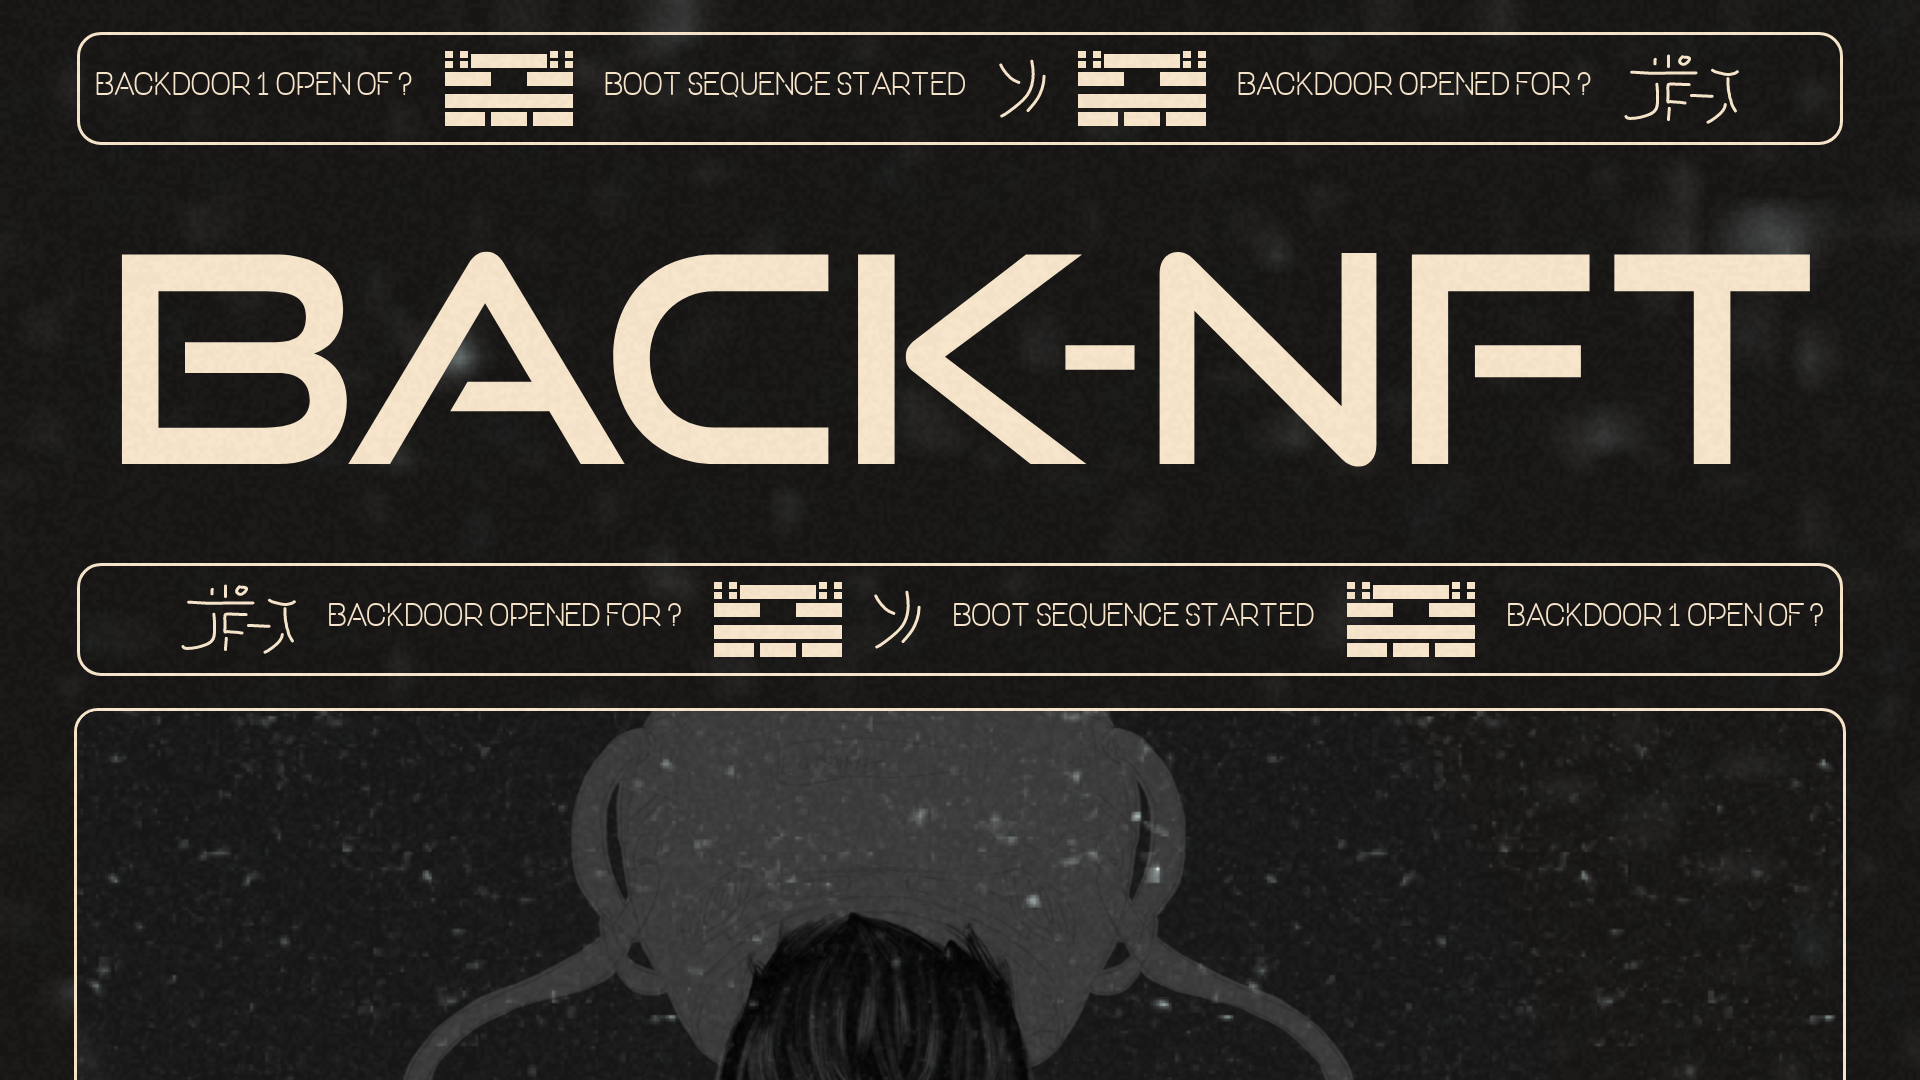 BACKDOOR 1 OPEN OF ? BOOT SEQUENCE STARTED BACKDOOR OPENED FOR ?
BACK-NFT
BACKDOOR OPENED FOR ? BOOT SEQUENCE STARTED BACKDOOR 1 OPEN OF ?